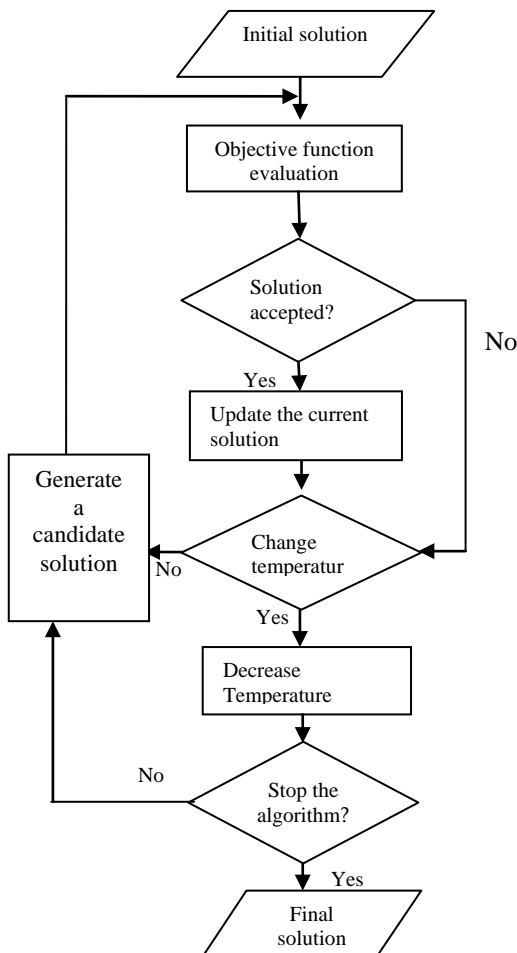 Initial solution
Objective function
evaluation
Solution
accepted?
No
Yes
Update the current
solution
Generate
a
candidate
solution
Change
temperatur
No
Yes
Decrease
Temperature
No
Stop the
algorithm?
Yes
Final
solution